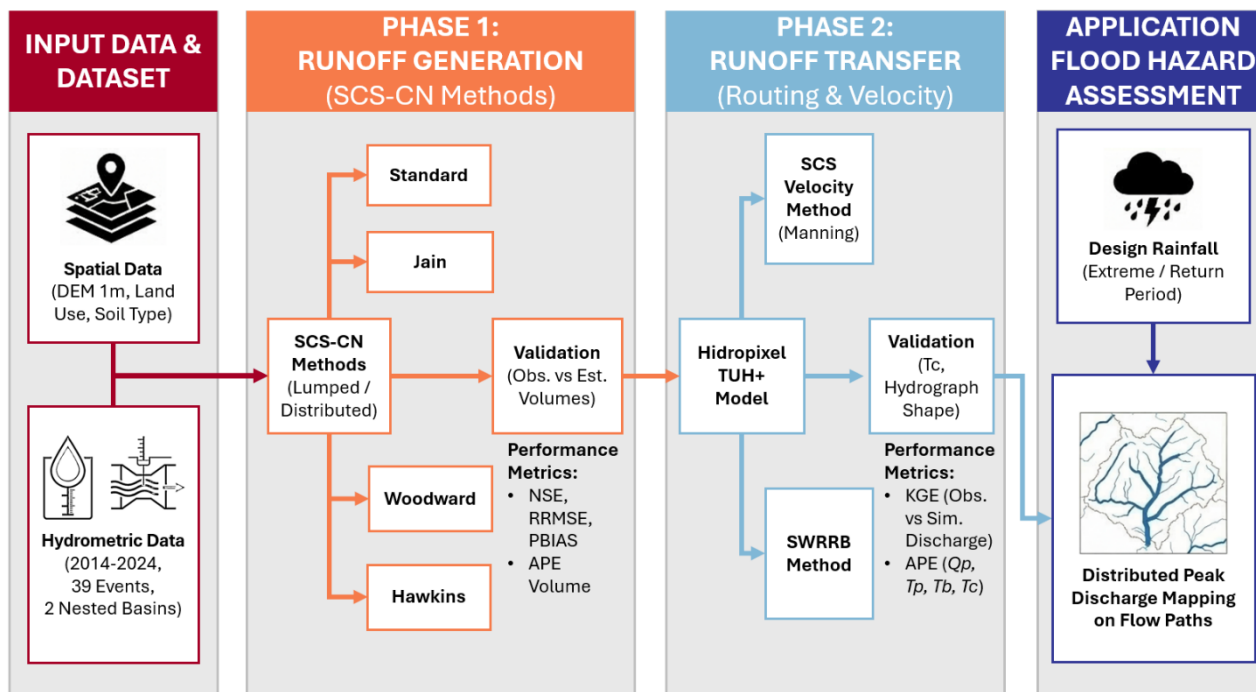 INPUT DATA &
DATASET
Spatial Data
(DEM 1m, Land
Use, Soil Type)
Hydrometric Data
(2014-2024,
39 Events,
2 Nested Basins)
PHASE 1:
RUNOFF GENERATION
(SCS-CN Methods)
Standard
Jain
SCS-CN
Methods
(Lumped /
Distributed)
Woodward
Hawkins
Validation
(Obs. vs Est.
Volumes)
Performance
Metrics:
• NSE,
RRMSE,
PBIAS
• APE
Volume
PHASE 2:
RUNOFF TRANSFER
(Routing & Velocity)
SCS
Velocity
Method
(Manning)
Hidropixel
TUH+
Model
SWRRB
Method
Validation
(Tc,
Hydrograph
Shape)
Performance
Metrics:
• KGE (Obs.
vs Sim.
Discharge)
• APE (Qp,
Tp, Tb, Tc)
APPLICATION
FLOOD HAZARD
ASSESSMENT
Design Rainfall
(Extreme / Return
Period)
Distributed Peak
Discharge Mapping
on Flow Paths